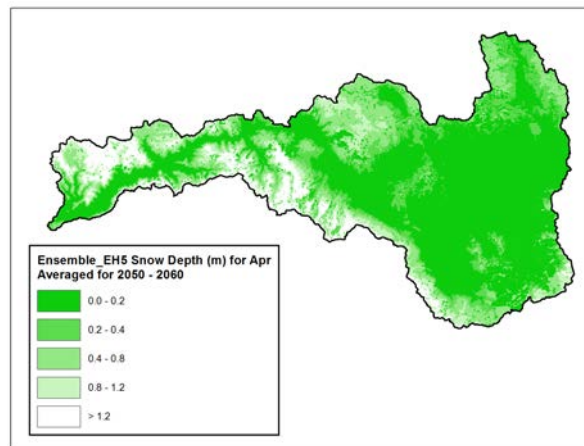 Ensemble_EH5 Snow Depth (m) for Apr
Averaged for 2050 - 2060
0.0 - 0.2
0.2 - 0.4
0.4 - 0.8
0.8 - 1.2
> 1.2